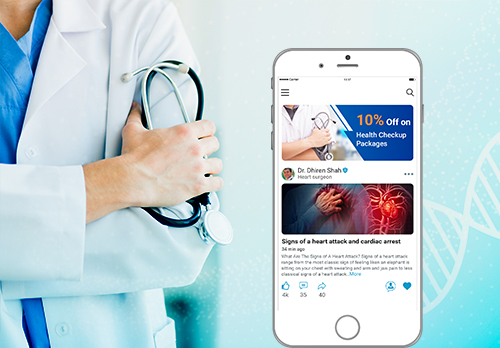 10% Off on
Health Checkup
Packages
Dr. Dhiren Shah
Heart surgeon
Signs of a heart attack and cardiac arrest
34 min ago
What Are The Signs of A Heart Attack? Signs of a heart attack
range from the most classic sign of feeling liken an elephant is
sitting on your chest with sweating and arm and jaw pain to less
classical signs of a heart attack..More
4k 35 40